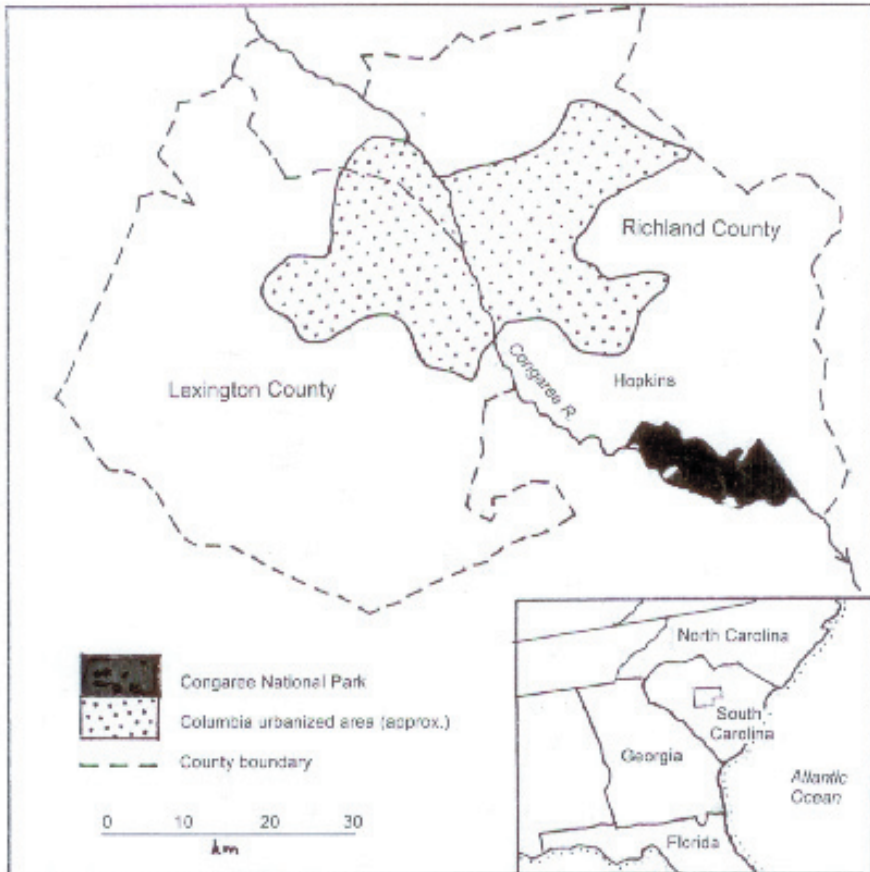 Richland County
Congaree R.
Hopkins
Lexington County
North Carolina
South
Carolina
Georgia
Atlantic
Ocean
Florida
Congaree National Park
Columbia urbanized area (approx.)
County boundary
0 10 20 30
km